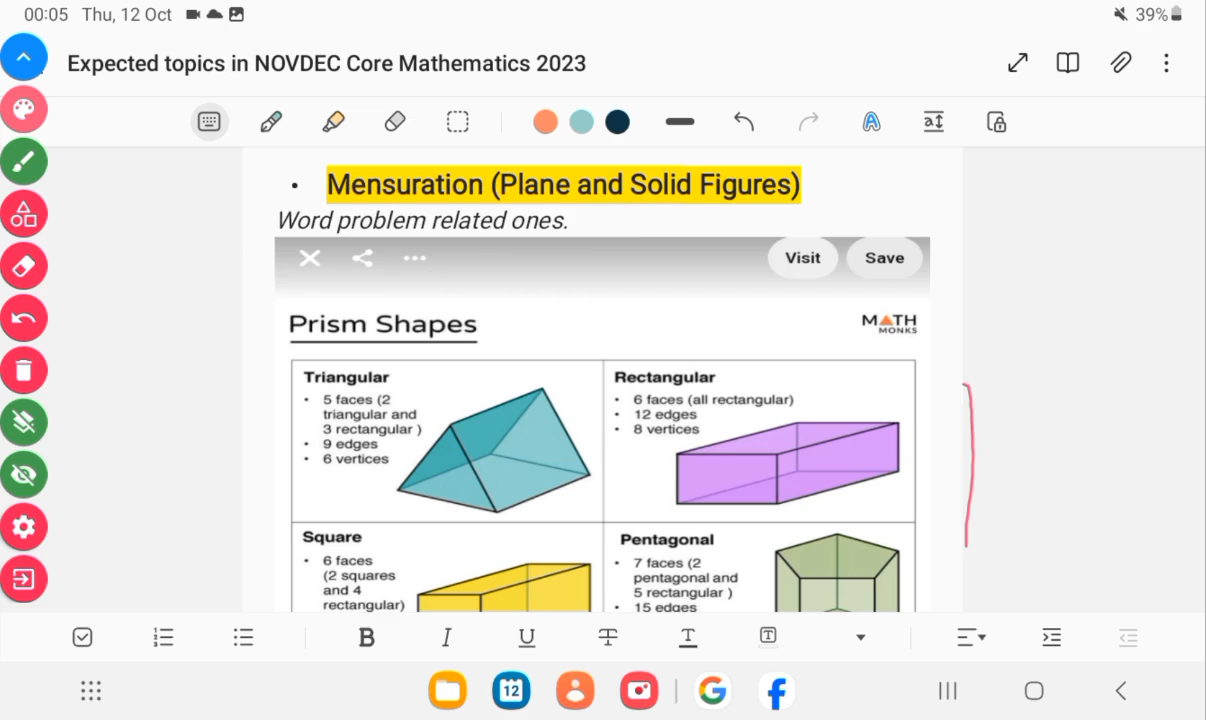 00:05 Thu, 12 Oct
39%
Expected topics in NOVDEC Core Mathematics 2023
• Mensuration (Plane and Solid Figures)
Word problem related ones.
Visit
Save
Prism Shapes
MATH
MONKS
Triangular
• 5 faces (2
triangular and
3 rectangular )
• 9 edges
• 6 vertices
Rectangular
• 6 faces (all rectangular)
• 12 edges
• 8 vertices
Square
• 6 faces
(2 squares
and 4
rectangular)
Pentagonal
• 7 faces (2
pentagonal and
5 rectangular )
• 15 edges
B I U T T T
12